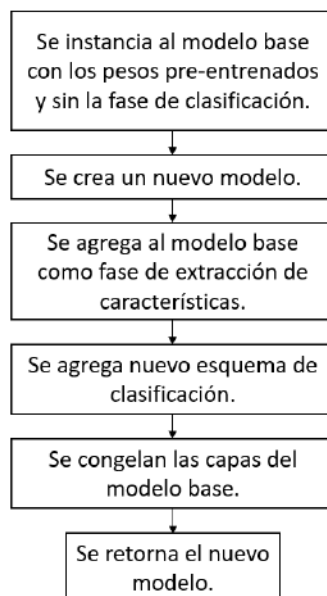 Se instancia al modelo base
con los pesos pre-entrenados
y sin la fase de clasificación.
Se crea un nuevo modelo.
Se agrega al modelo base
como fase de extracción de
características.
Se agrega nuevo esquema de
clasificación.
Se congelan las capas del
modelo base.
Se retorna el nuevo
modelo.